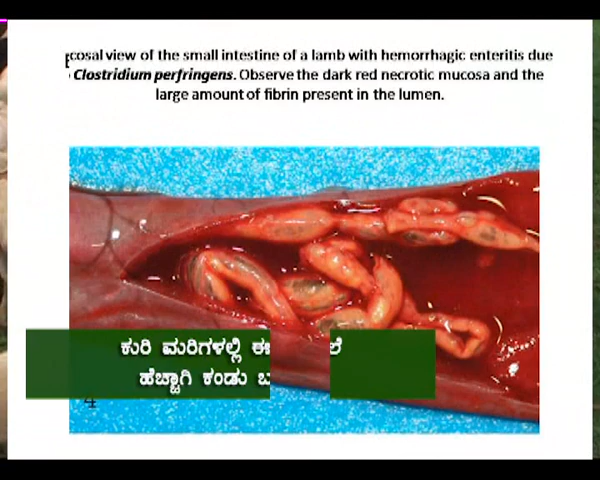 cosal view of the small intestine of a lamb with hemorrhagic enteritis due
Clostridium perfringens. Observe the dark red necrotic mucosa and the
large amount of fibrin present in the lumen.
ಕುರಿ ಮರಿಗಳಲ್ಲಿ
ಹೆಚ್ಚಾಗಿ ಕಂಡು
4